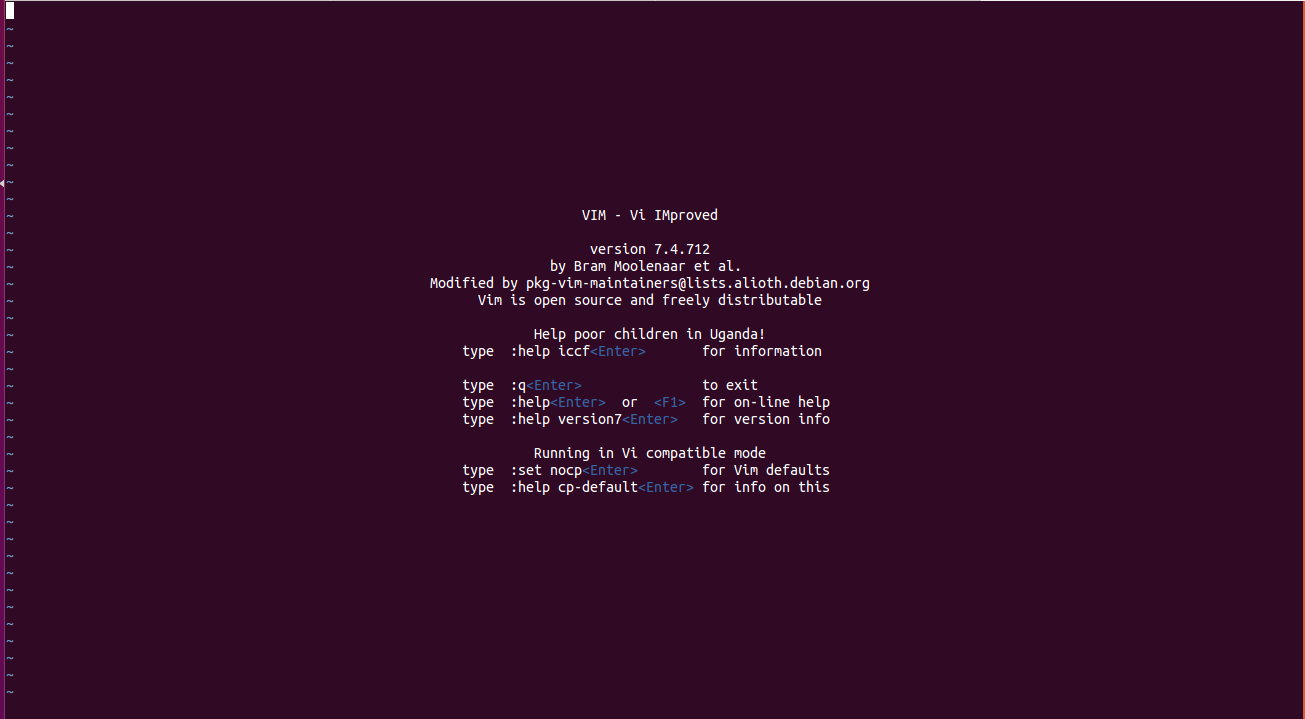 ~
~
~
~
~
~
~
~
~
~
~
~ VIM - Vi IMproved
~
~ version 7.4.712
~ by Bram Moolenaar et al.
~ Modified by pkg-vim-maintainers@lists.alioth.debian.org
~ Vim is open source and freely distributable
~
~ Help poor children in Uganda!
~ type  :help iccf<Enter>       for information
~
~ type  :q<Enter>               to exit
~ type  :help<Enter>  or  <F1>  for on-line help
~ type  :help version7<Enter>   for version info
~
~ Running in Vi compatible mode
~ type  :set nocp<Enter>        for Vim defaults
~ type  :help cp-default<Enter> for info on this
~
~
~
~
~
~
~
~
~
~
~
~